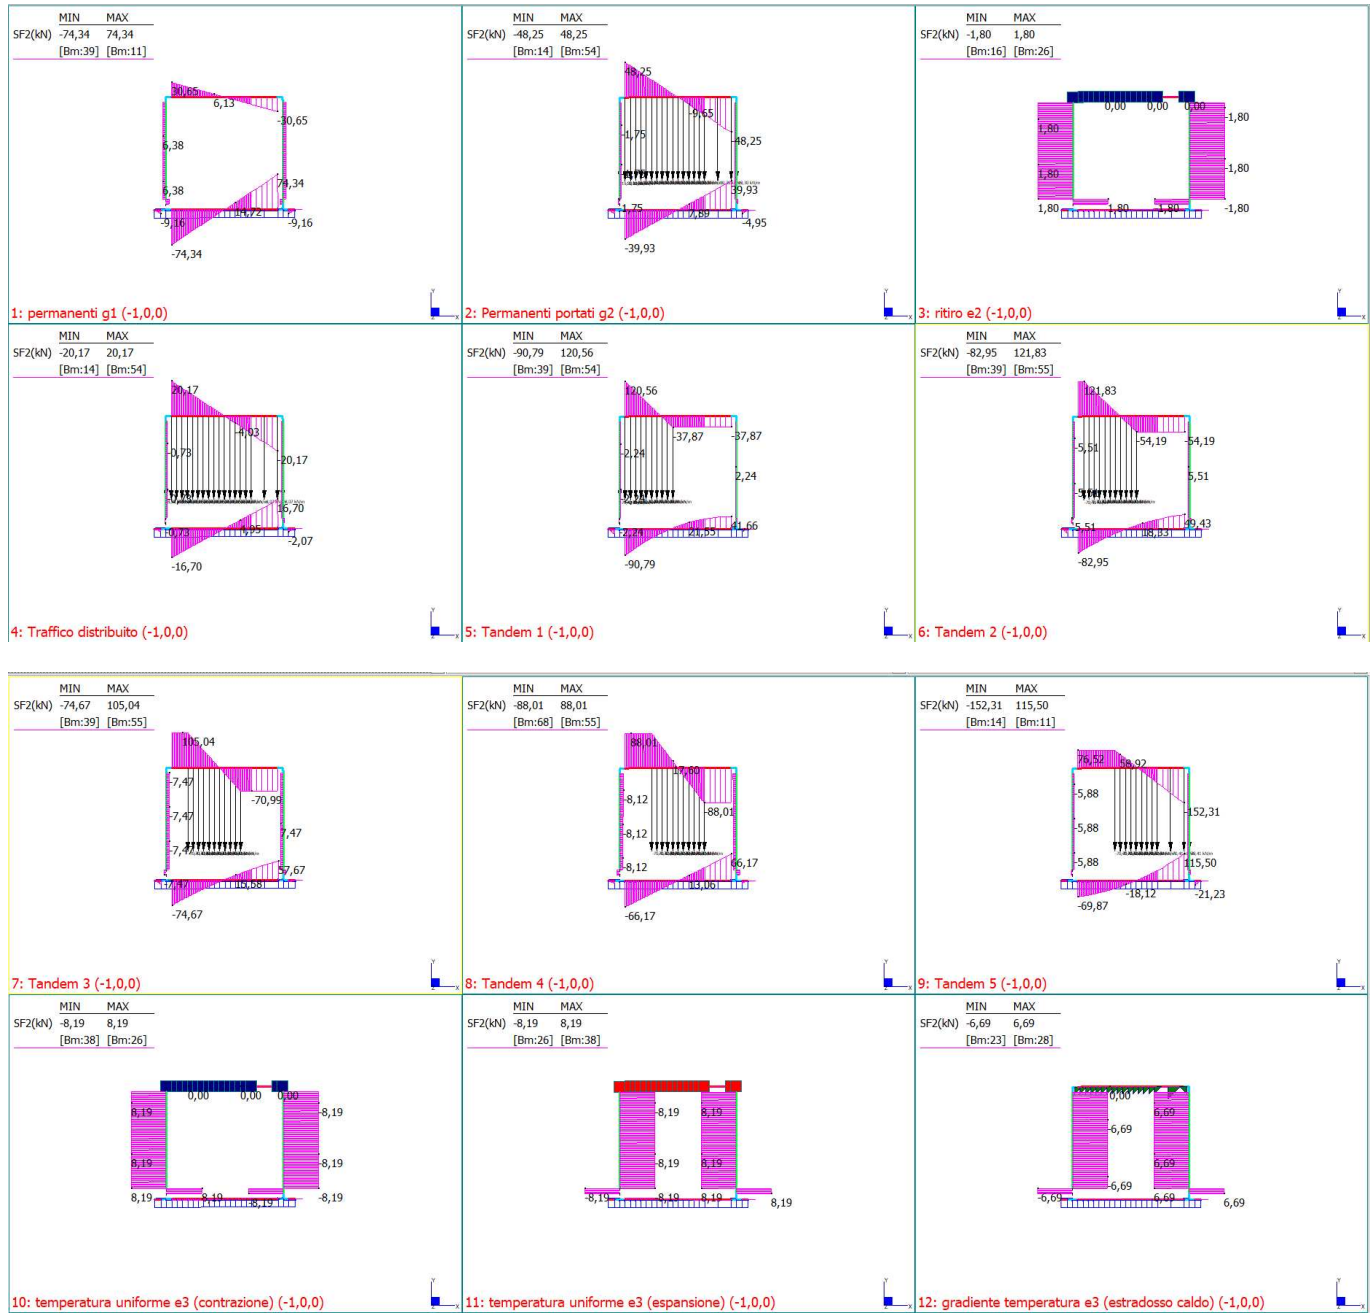 MIN MAX
SF2(kN) -74,34 74,34
[Bm:39] [Bm:11]
30,65
6,13
-30,65
6,38
74,34
6,38
14,72
-9,16
-9,16
-74,34
1: permanenti g1 (-1,0,0)
MIN MAX
SF2(kN) -48,25 48,25
[Bm:14] [Bm:54]
48,25
-9,65
-1,75
-48,25
39,93
-1,75
7,89
-4,95
-39,93
2: Permanenti portati g2 (-1,0,0)
MIN MAX
SF2(kN) -1,80 1,80
[Bm:16] [Bm:26]
0,00 0,00 0,00
-1,80
1,80
-1,80
1,80
1,80 1,80 -1,80 -1,80
3: ritiro e2 (-1,0,0)
MIN MAX
SF2(kN) -20,17 20,17
[Bm:14] [Bm:54]
20,17
-4,03
-0,73
-20,17
16,70
-0,73
4,95
-2,07
-16,70
4: Traffico distribuito (-1,0,0)
MIN MAX
SF2(kN) -90,79 120,56
[Bm:39] [Bm:54]
120,56
-37,87 -37,87
-2,24
2,24
41,66
-2,24
21,55
-90,79
5: Tandem 1 (-1,0,0)
MIN MAX
SF2(kN) -82,95 121,83
[Bm:39] [Bm:55]
121,83
-54,19 -54,19
-5,51
5,51
49,43
-5,51
18,33
-82,95
6: Tandem 2 (-1,0,0)
MIN MAX
SF2(kN) -74,67 105,04
[Bm:39] [Bm:55]
105,04
-7,47
-70,99
-7,47
7,47
-7,47
57,67
-7,47
15,58
-74,67
7: Tandem 3 (-1,0,0)
MIN MAX
SF2(kN) -88,01 88,01
[Bm:68] [Bm:55]
88,01
17,60
-8,12
-88,01
-8,12
8,12
-8,12
66,17
13,06
-66,17
8: Tandem 4 (-1,0,0)
MIN MAX
SF2(kN) -152,31 115,50
[Bm:14] [Bm:11]
76,52
58,92
-5,88
-152,31
-5,88
-5,88
115,50
-18,12
-21,23
-69,87
9: Tandem 5 (-1,0,0)
MIN MAX
SF2(kN) -8,19 8,19
[Bm:38] [Bm:26]
0,00 0,00 0,00
8,19 -8,19
8,19 -8,19
8,19 8,19 -8,19 -8,19
10: temperatura uniforme e3 (contrazione) (-1,0,0)
MIN MAX
SF2(kN) -8,19 8,19
[Bm:26] [Bm:38]
-8,19 8,19
-8,19 8,19
-8,19 -8,19 8,19 8,19
11: temperatura uniforme e3 (espansione) (-1,0,0)
MIN MAX
SF2(kN) -6,69 6,69
[Bm:23] [Bm:28]
0,00
6,69
-6,69
6,69
-6,69
-6,69 6,69 6,69
12: gradiente temperatura e3 (estradosso caldo) (-1,0,0)